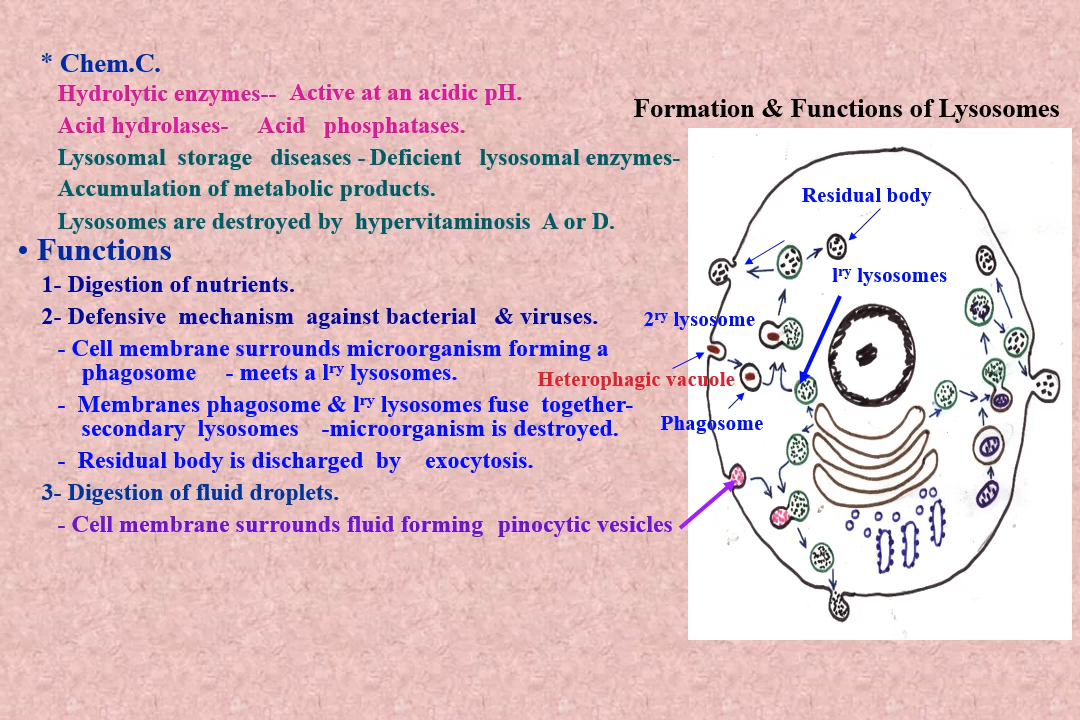 * Chem.C.
Hydrolytic enzymes-- Active at an acidic pH.
Acid hydrolases- Acid phosphatases.
Lysosomal storage diseases - Deficient lysosomal enzymes-
Accumulation of metabolic products.
Lysosomes are destroyed by hypervitaminosis A or D.
• Functions
1- Digestion of nutrients.
2- Defensive mechanism against bacterial & viruses.
- Cell membrane surrounds microorganism forming a
phagosome - meets a lry lysosomes.
- Membranes phagosome & lry lysosomes fuse together-
secondary lysosomes -microorganism is destroyed.
- Residual body is discharged by exocytosis.
3- Digestion of fluid droplets.
- Cell membrane surrounds fluid forming pinocytic vesicles
Formation & Functions of Lysosomes
Residual body
lry lysosomes
2ry lysosome
Heterophagic vacuole
Phagosome